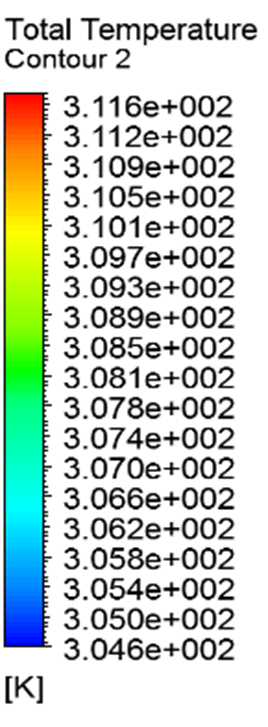 Total Temperature
Contour 2
3.116e+002
3.112e+002
3.109e+002
3.105e+002
3.101e+002
3.097e+002
3.093e+002
3.089e+002
3.085e+002
3.081e+002
3.078e+002
3.074e+002
3.070e+002
3.066e+002
3.062e+002
3.058e+002
3.054e+002
3.050e+002
3.046e+002
[K]